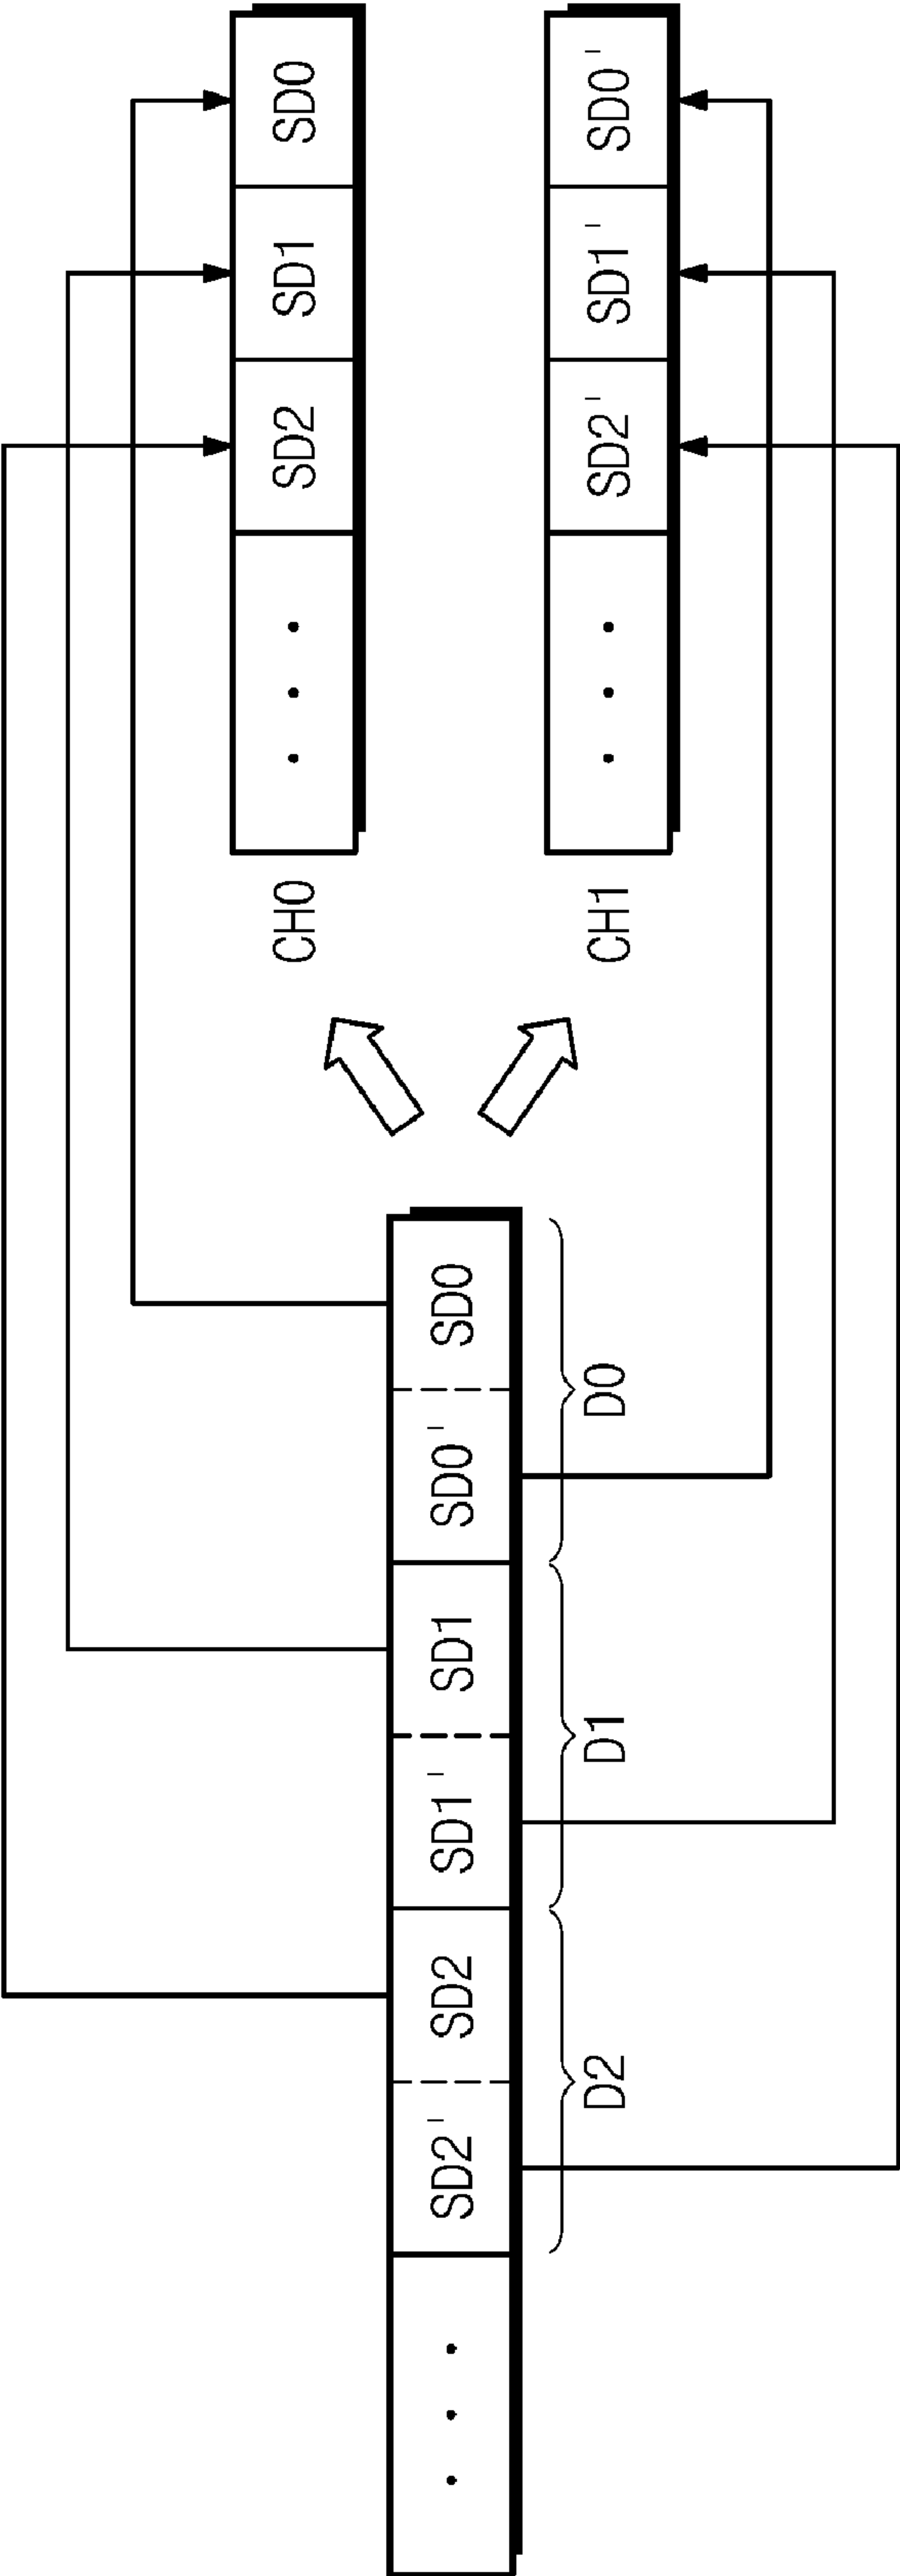 SD2 SD1 SD0
CH0
SD2' SD1' SD0'
CH1
SD2' SD2 SD1' SD1 SD0' SD0
D2 D1 D0